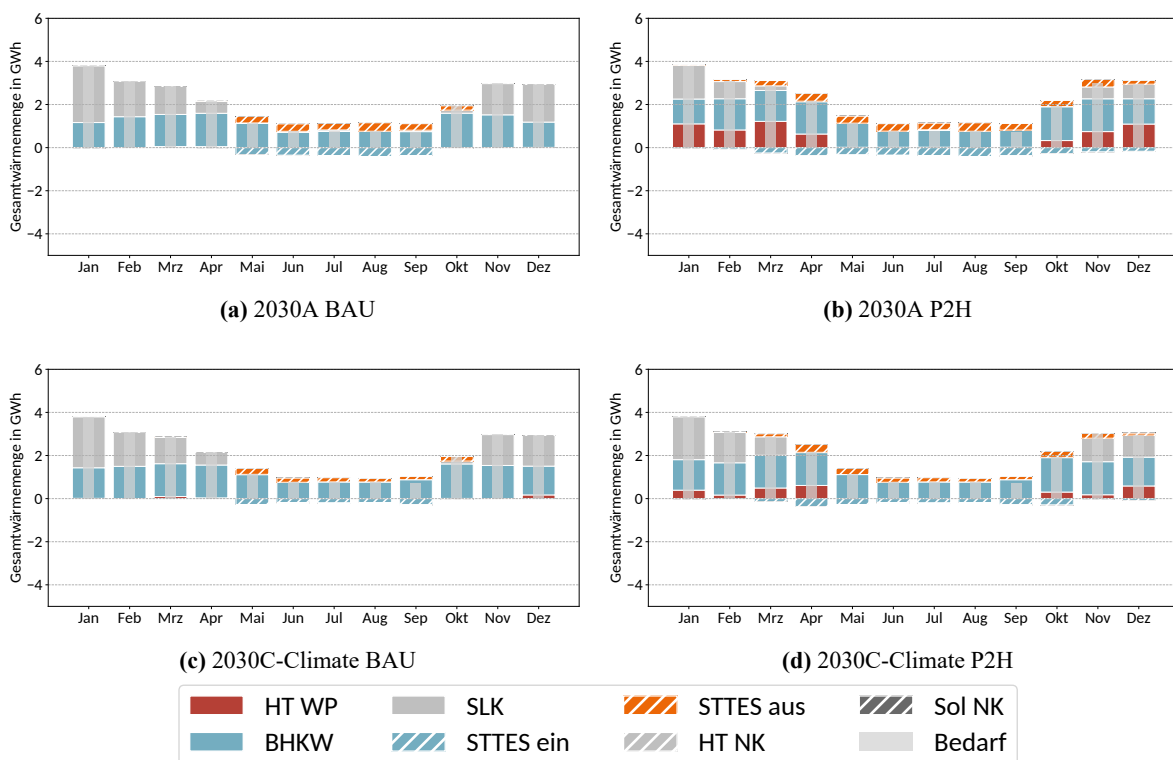 6
4
2
0
−2
−4
Gesamtwärmemenge in GWh
Jan Feb Mrz Apr Mai Jun Jul Aug Sep Okt Nov Dez
(a) 2030A BAU
6
4
2
0
−2
−4
Gesamtwärmemenge in GWh
Jan Feb Mrz Apr Mai Jun Jul Aug Sep Okt Nov Dez
(b) 2030A P2H
6
4
2
0
−2
−4
Gesamtwärmemenge in GWh
Jan Feb Mrz Apr Mai Jun Jul Aug Sep Okt Nov Dez
(c) 2030C-Climate BAU
6
4
2
0
−2
−4
Gesamtwärmemenge in GWh
Jan Feb Mrz Apr Mai Jun Jul Aug Sep Okt Nov Dez
(d) 2030C-Climate P2H
HT WP SLK STTES aus Sol NK
BHKW STTES ein HT NK Bedarf